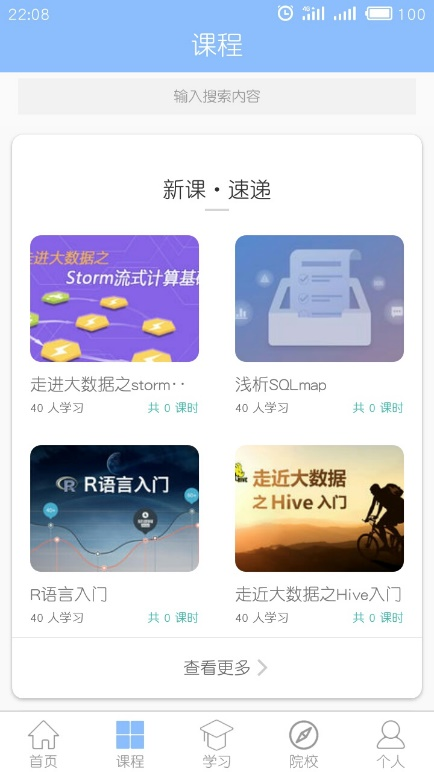 22:08
4G
100
课程
输入搜索内容
新课·速递
走进大数据之
Storm流式计算基础
走进大数据之storm··
40 人学习
共 0 课时
浅析SQLmap
40 人学习
共 0 课时
R R语言入门
R语言入门
40 人学习
共 0 课时
HIVE
走近大数据
之 Hive 入门
走近大数据之Hive入门
40 人学习
共 0 课时
查看更多
首页
课程
学习
院校
个人